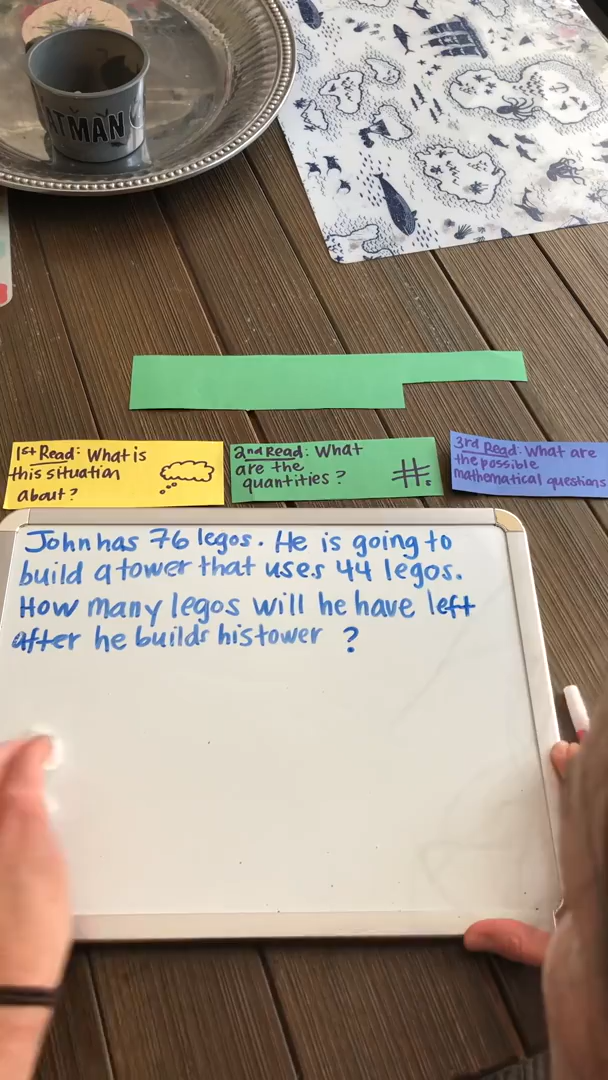 BATMAN
1st Read: What is
this situation
about?
2nd Read: What
are the
quantities?
#.
3rd Read: What are
the possible
mathematical questions
John has 76 legos. He is going to
build a tower that uses 44 legos.
How many legos will he have left
after he builds his tower ?